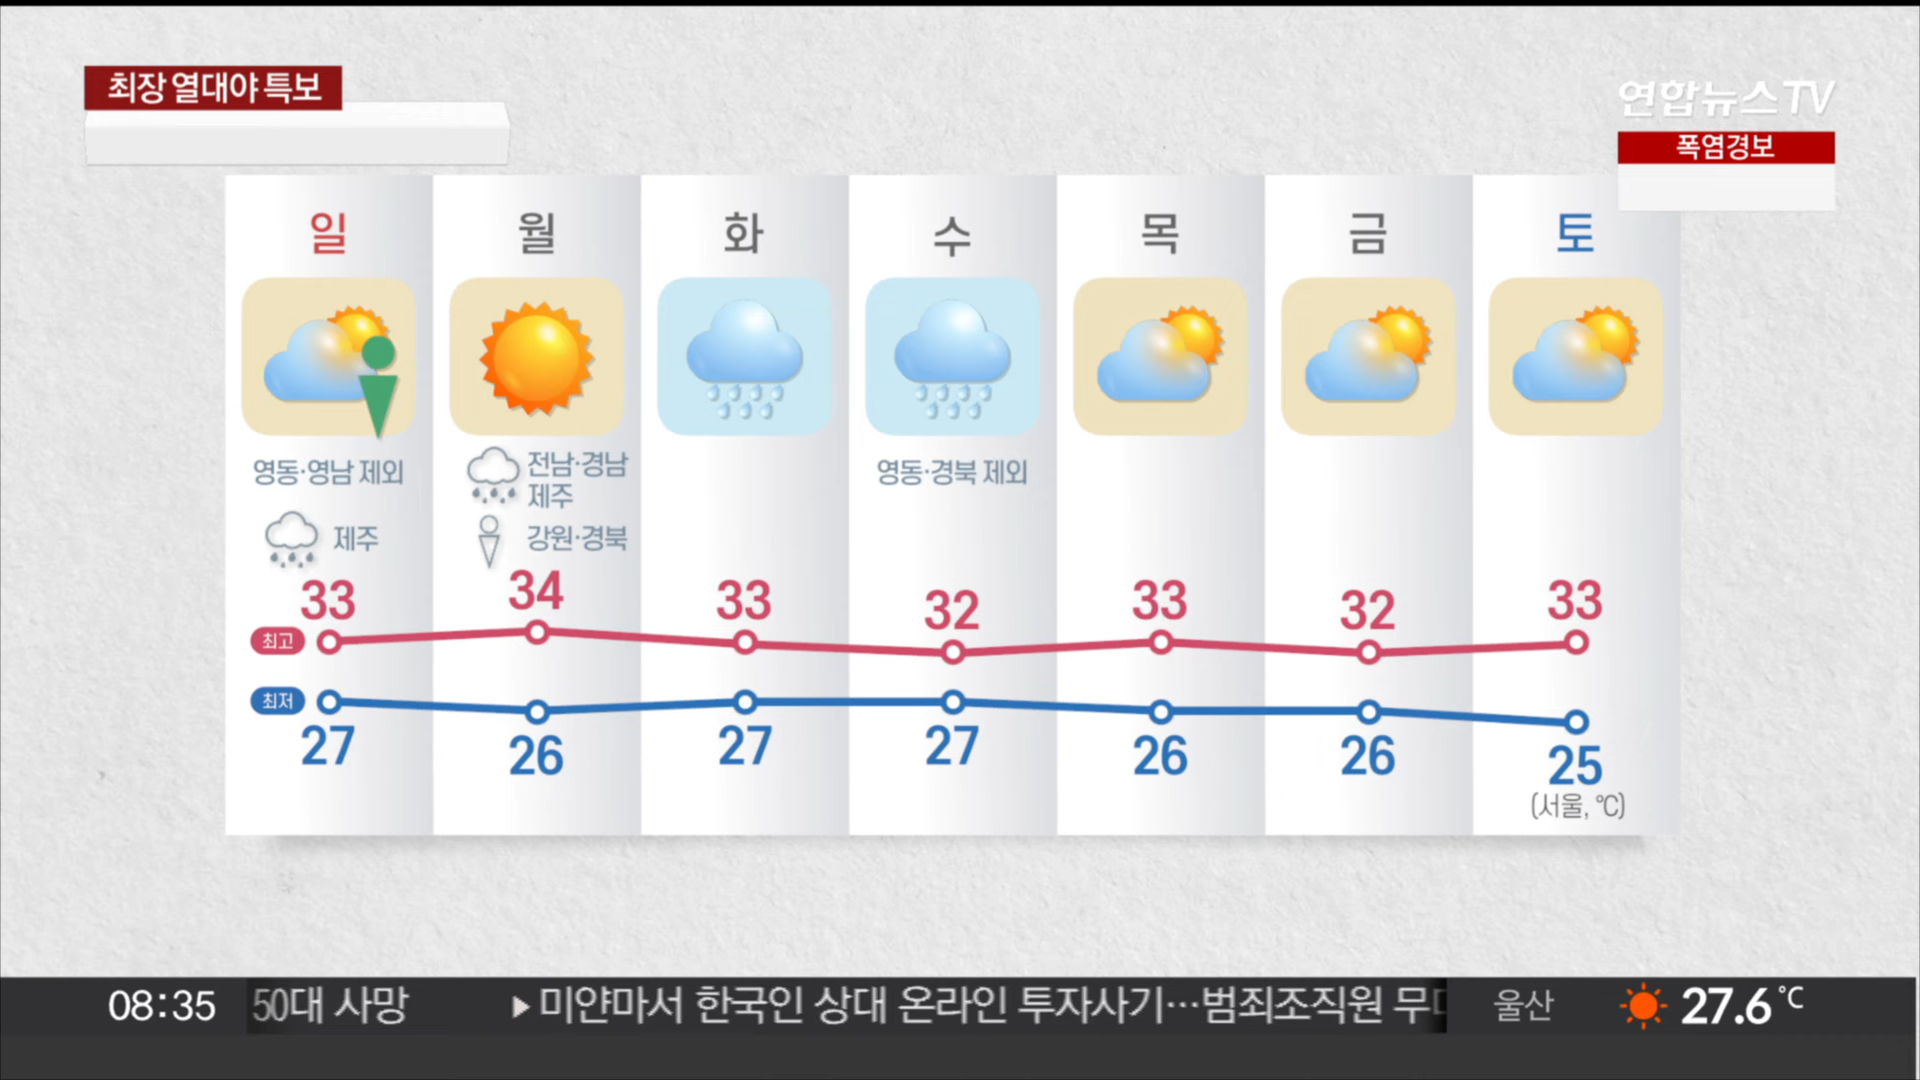 최장 열대야 특보
연합뉴스TV
폭염경보
일 월 화 수 목 금 토
영동·영남 제외
제주
전남·경남
제주
강원·경북
영동·경북 제외
최고
33 34 33 32 33 32 33
최저
27 26 27 27 26 26 25
(서울, ℃)
08:35
50대 사망 ▶미얀마서 한국인 상대 온라인 투자사기…범죄조직원 무
울산 27.6℃